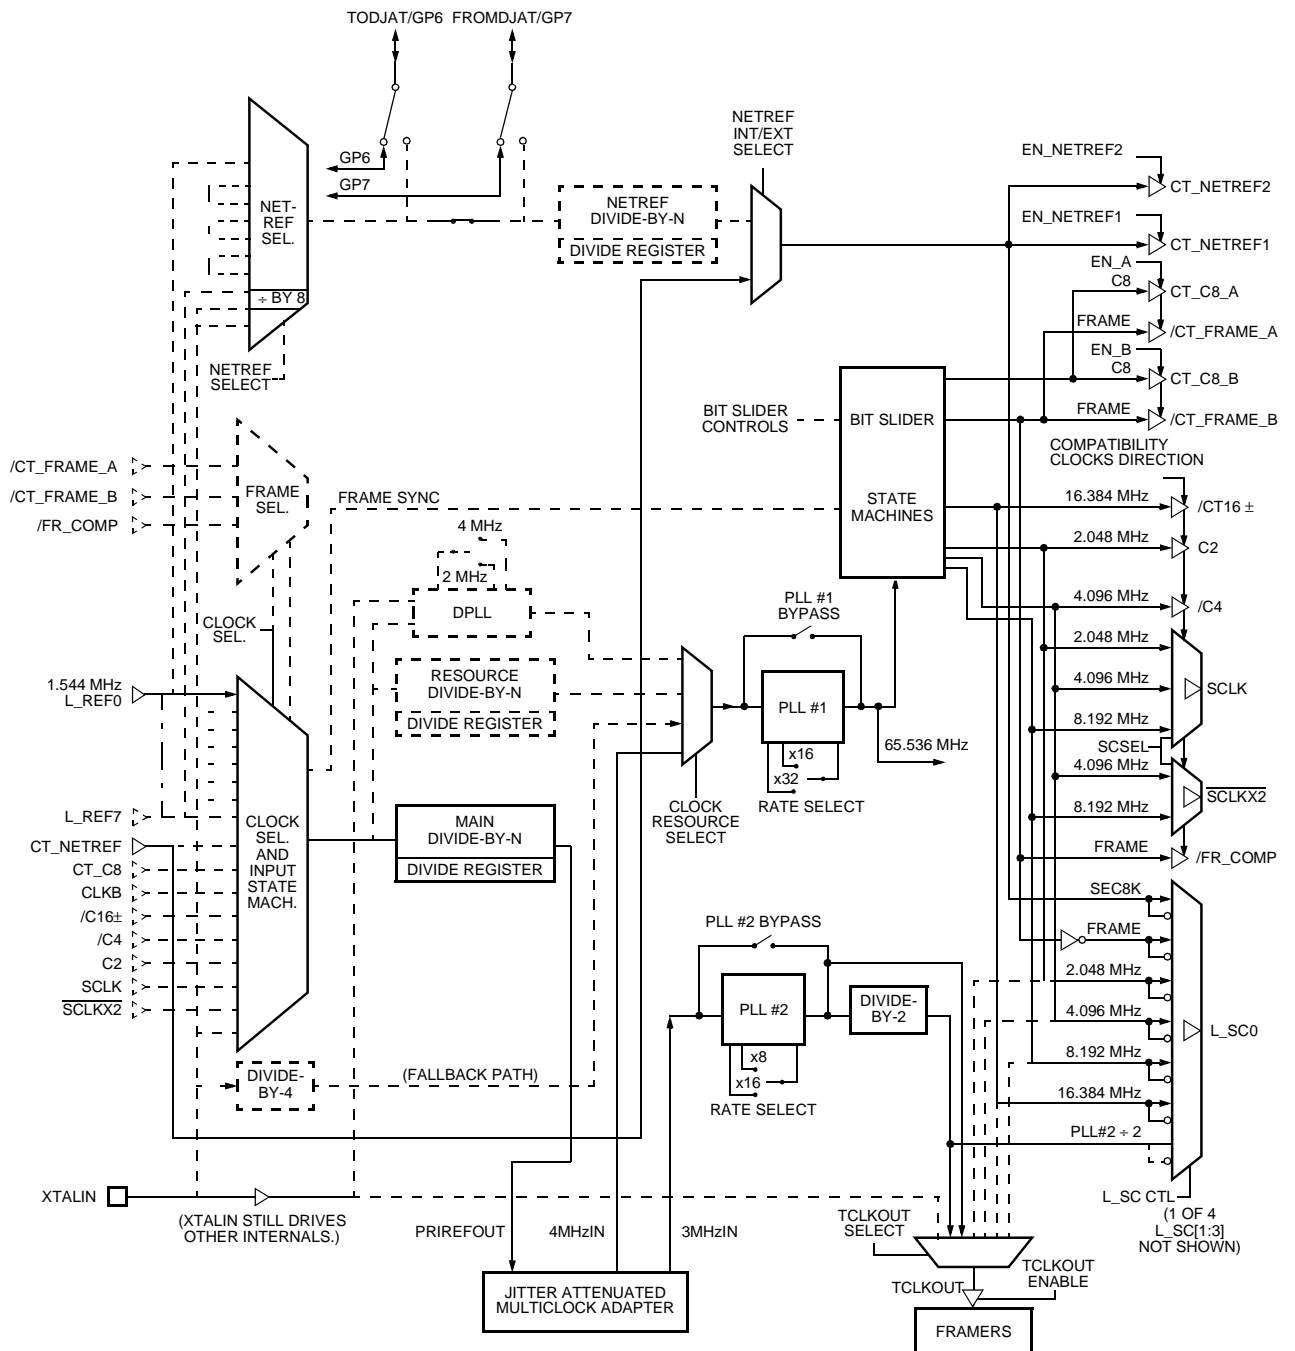 TODJAT/GP6 FROMDJAT/GP7
NETREF
INT/EXT
SELECT
EN_NETREF2
CT_NETREF2
GP6
GP7
NET-
REF
SEL.
NETREF
DIVIDE-BY-N
DIVIDE REGISTER
EN_NETREF1
CT_NETREF1
EN_A
C8
CT_C8_A
÷ BY 8
FRAME
/CT_FRAME_A
EN_B
C8
CT_C8_B
NETREF
SELECT
BIT SLIDER
CONTROLS
BIT SLIDER
FRAME
/CT_FRAME_B
COMPATIBILITY
CLOCKS DIRECTION
/CT_FRAME_A
/CT_FRAME_B
/FR_COMP
FRAME
SEL.
FRAME SYNC
STATE
MACHINES
16.384 MHz
/CT16 ±
4 MHz
2 MHz
2.048 MHz
C2
DPLL
PLL #1
BYPASS
4.096 MHz
/C4
CLOCK
SEL.
2.048 MHz
1.544 MHz
L_REF0
RESOURCE
DIVIDE-BY-N
DIVIDE REGISTER
PLL #1
4.096 MHz
SCLK
8.192 MHz
65.536 MHz
SCSEL
x16
x32
RATE SELECT
4.096 MHz
SCLKX2
CLOCK
RESOURCE
SELECT
8.192 MHz
L_REF7
CT_NETREF
CT_C8
CLKB
/C16±
/C4
C2
SCLK
SCLKX2
CLOCK
SEL.
AND
INPUT
STATE
MACH.
MAIN
DIVIDE-BY-N
DIVIDE REGISTER
FRAME
/FR_COMP
SEC8K
PLL #2 BYPASS
FRAME
2.048 MHz
PLL #2
DIVIDE-
BY-2
4.096 MHz
L_SC0
x8
x16
RATE SELECT
8.192 MHz
DIVIDE-
BY-4
(FALLBACK PATH)
16.384 MHz
PLL#2 ÷ 2
XTALIN
(XTALIN STILL DRIVES
OTHER INTERNALS.)
L_SC CTL
(1 OF 4
L_SC[1:3]
NOT SHOWN)
PRIREFOUT
4MHzIN
3MHzIN
TCLKOUT
SELECT
TCLKOUT
ENABLE
TCLKOUT
JITTER ATTENUATED
MULTICLOCK ADAPTER
FRAMERS